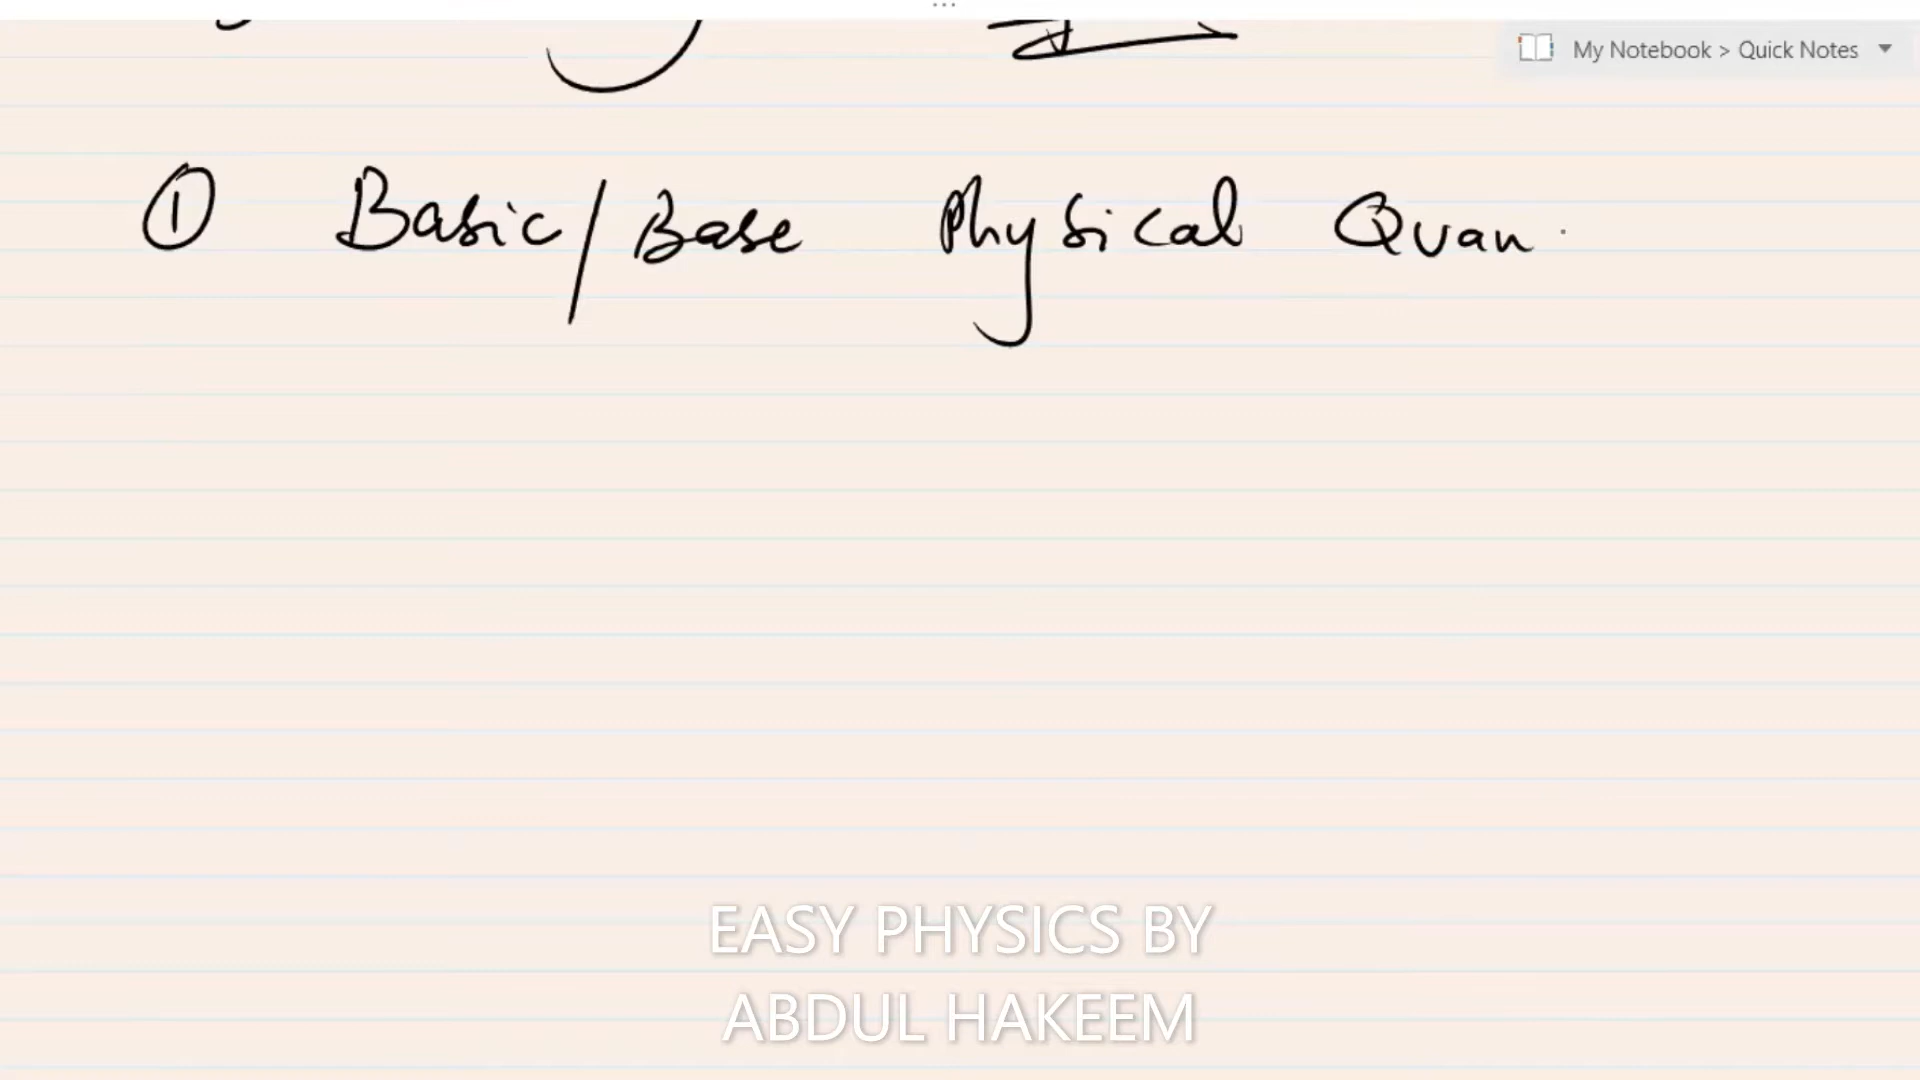 My Notebook > Quick Notes
① Basic/Base Physical Quan
EASY PHYSICS BY
ABDUL HAKEEM